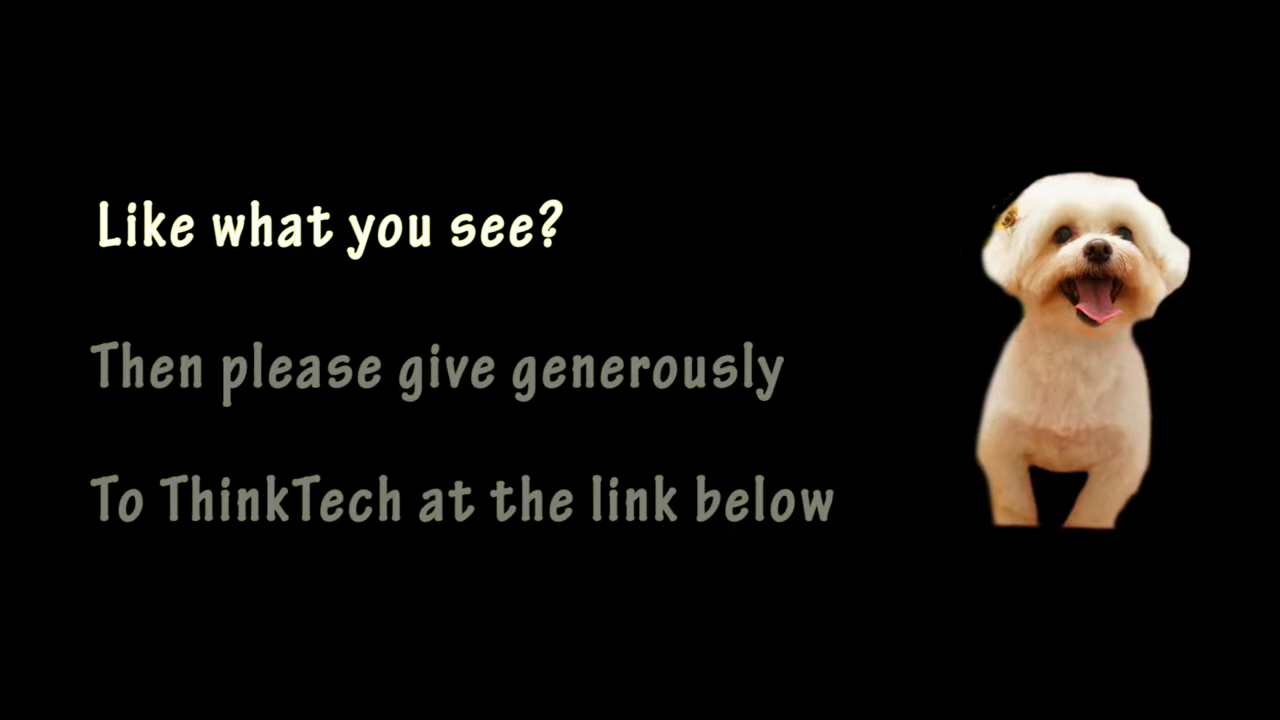 Like what you see?
Then please give generously
To ThinkTech at the link below